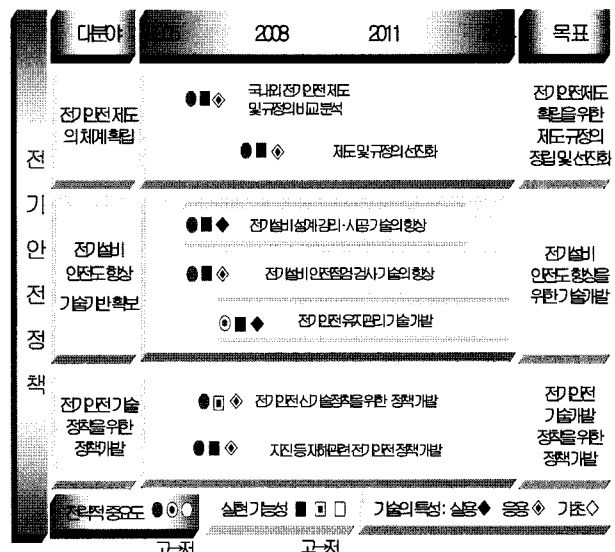 대분야 2008 2011 목표
전기안전정책
전기안전제도
의체계확립
국내외전기안전제도
및규정의비교분석
제도및규정의선진화
전기안전제도
확립을위한
제도규정의
정립및선진화
전기설비
안전도향상
기술기반확보
전기설비설계감리·시공기술의향상
전기설비안전점검검사기술의향상
전기안전유지관리기술개발
전기설비
안전도향상을
위한기술개발
전기안전기술
정착을위한
정책개발
전기안전신기술정착을위한 정책개발
지진등재해관련전기안전정책개발
전기안전
기술개발
정착을위한
정책개발
전략적중요도 실현가능성 기술의특성: 실용 응용 기초
고→저 고→저